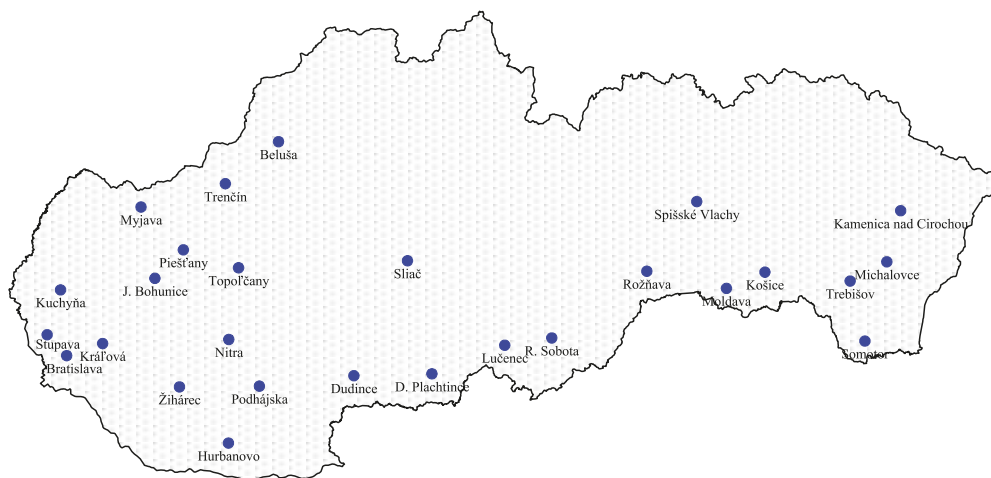 Beluša
Trenčín
Myjava
Spišské Vlachy
Kamenica nad Cirochou
Piešťany
Topoľčany
Sliač
J. Bohunice
Rožňava
Košice
Michalovce
Trebišov
Moldava
Kuchyňa
Stupava
Bratislava
Kráľová
Nitra
Lučenec
R. Sobota
Somotor
Žihárec
Podhájska
Dudince
D. Plachtince
Hurbanovo